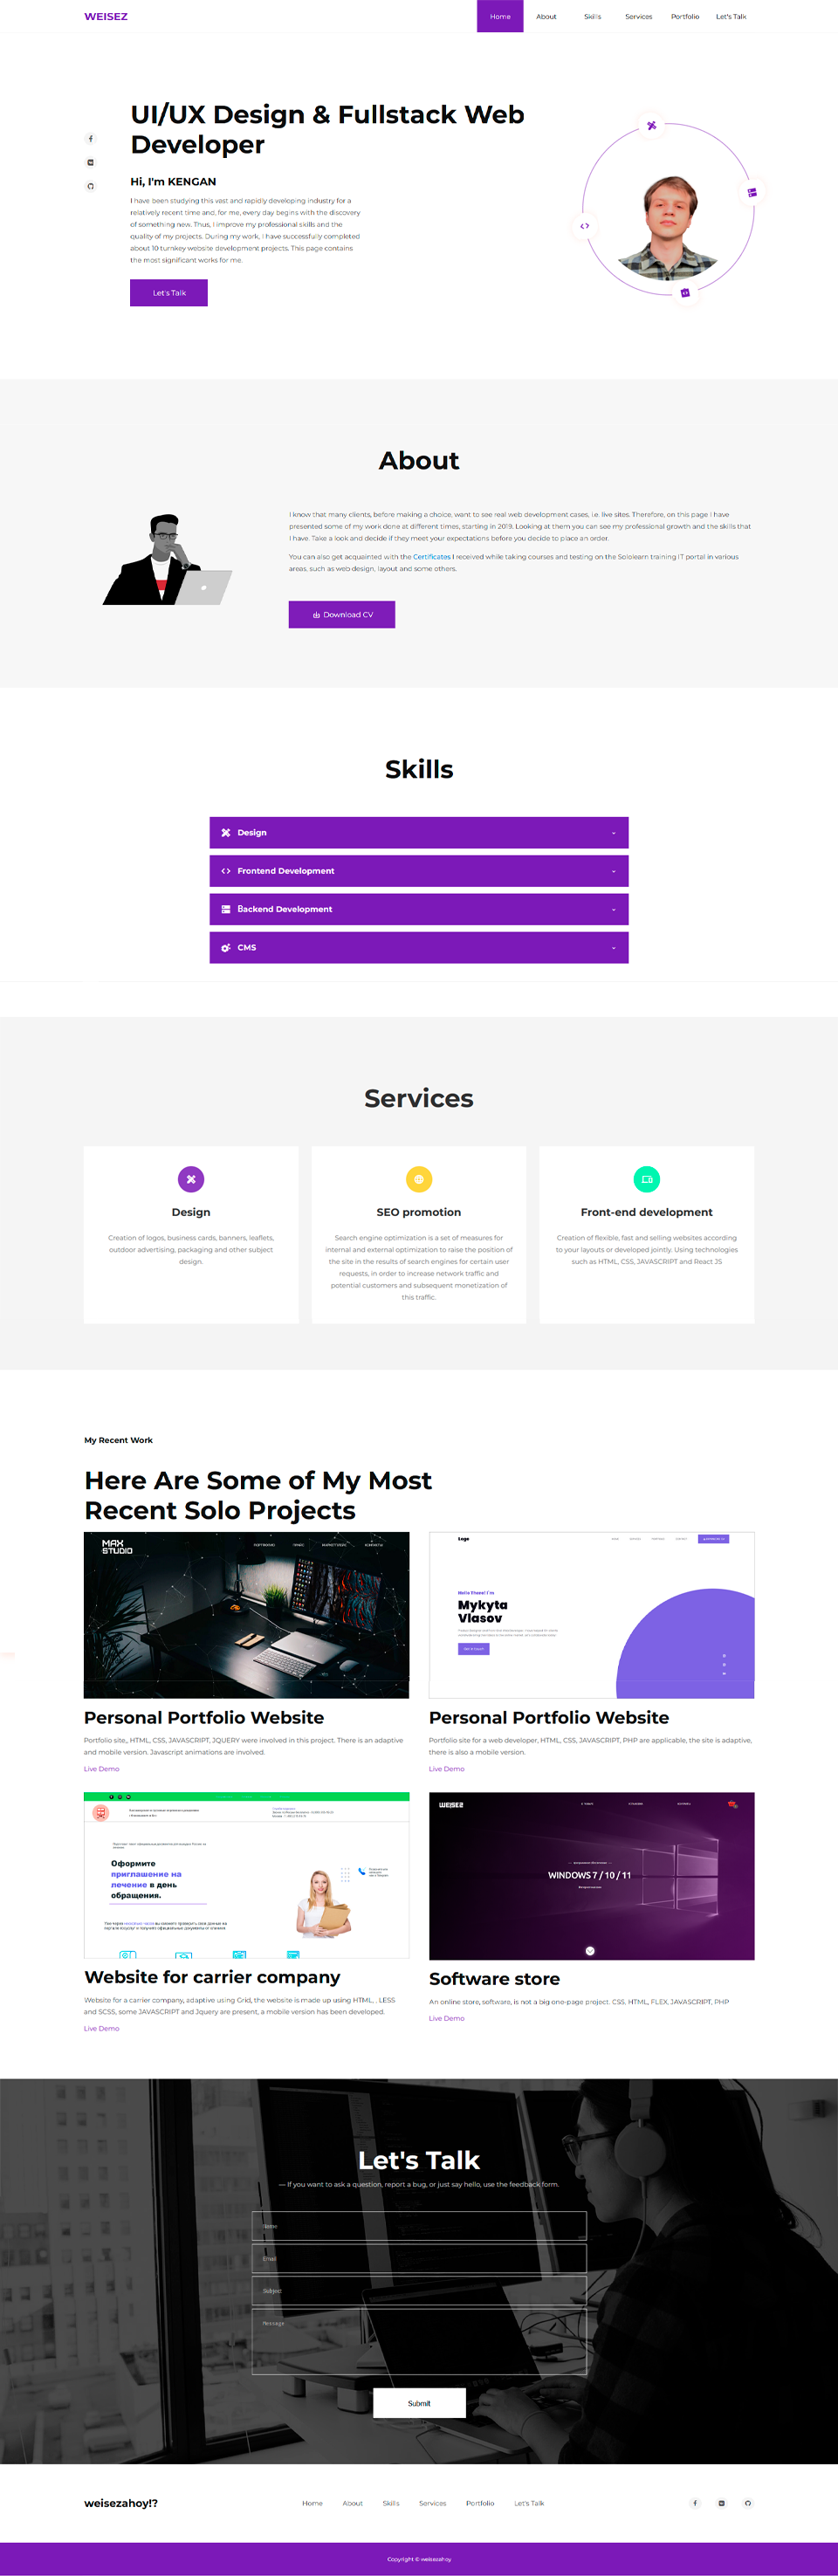 WEISEZ
Home About Skills Services Portfolio Let's Talk
UI/UX Design & Fullstack Web
Developer
Hi, I'm KENGAN
I have been studying this vast and rapidly developing industry for a
relatively recent time and, for me, every day begins with the discovery
of something new. Thus, I improve my professional skills and the
quality of my projects. During my work, I have successfully completed
about 10 turnkey website development projects. This page contains
the most significant works for me.
Let's Talk
About
I know that many clients, before making a choice, want to see real web development cases, i.e. live sites. Therefore, on this page I have
presented some of my work done at different times, starting in 2019. Looking at them you can see my professional growth and the skills that
I have. Take a look and decide if they meet your expectations before you decide to place an order.
You can also get acquainted with the Certificates I received while taking courses and testing on the Sololearn training IT portal in various
areas, such as web design, layout and some others.
Download CV
Skills
Design
Frontend Development
Backend Development
CMS
Services
Design
Creation of logos, business cards, banners, leaflets,
outdoor advertising, packaging and other subject
design.
SEO promotion
Search engine optimization is a set of measures for
internal and external optimization to raise the position of
the site in the results of search engines for certain user
requests, in order to increase network traffic and
potential customers and subsequent monetization of
this traffic.
Front-end development
Creation of flexible, fast and selling websites according
to your layouts or developed jointly. Using technologies
such as HTML, CSS, JAVASCRIPT and React JS
My Recent Work
Here Are Some of My Most
Recent Solo Projects
MAX
STUDIO
Personal Portfolio Website
Portfolio site,, HTML, CSS, JAVASCRIPT, JQUERY were involved in this project. There is an adaptive
and mobile version. Javascript animations are involved.
Live Demo
Logo
Hello there! I'm
Mykyta
Vlasov
Personal Portfolio Website
Portfolio site for a web developer, HTML, CSS, JAVASCRIPT, PHP are applicable, the site is adaptive,
there is also a mobile version.
Live Demo
Оформите
приглашение на
лечение в день
обращения.
Website for carrier company
Website for a carrier company, adaptive using Grid, the website is made up using HTML, , LESS
and SCSS, some JAVASCRIPT and Jquery are present, a mobile version has been developed.
Live Demo
WEISEZ
WINDOWS 7 / 10 / 11
Software store
An online store, software, is not a big one-page project. CSS. HTML, FLEX, JAVASCRIPT, PHP
Live Demo
Let's Talk
— If you want to ask a question, report a bug, or just say hello, use the feedback form.
Name
Email
Subject
Message
Submit
weisezahoy!?
Home About Skills Services Portfolio Let's Talk
Copyright © weisezahoy